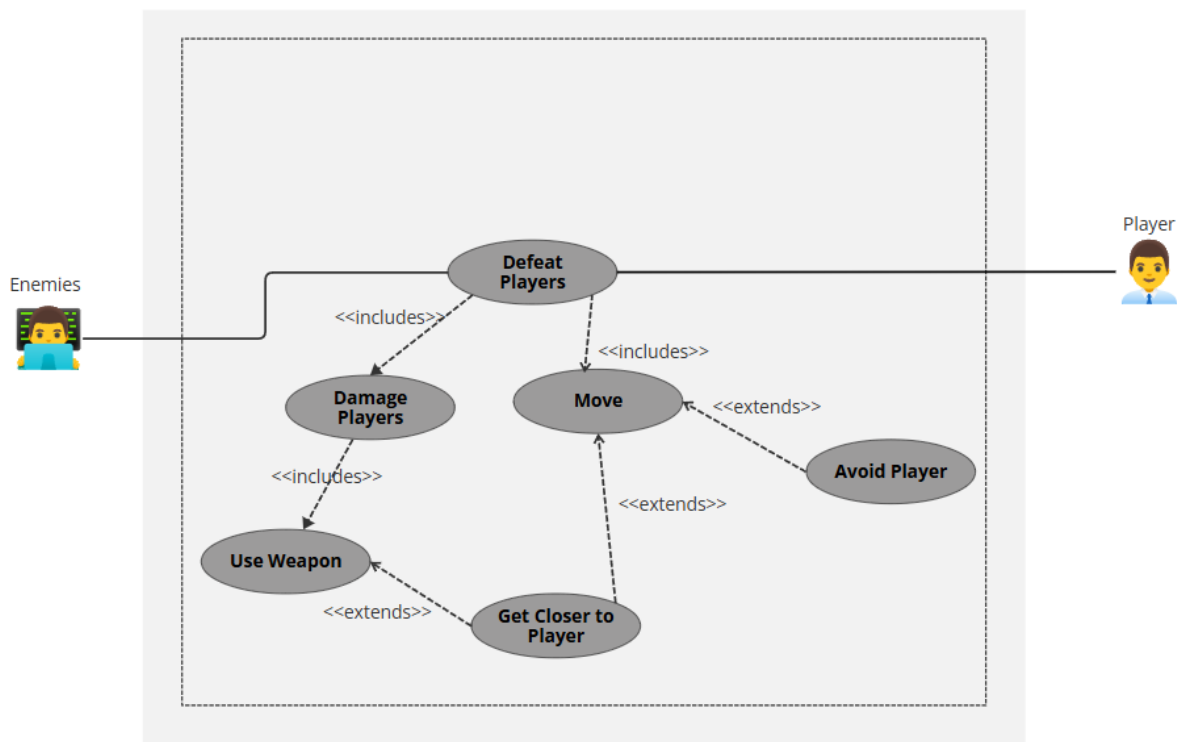 Player
Defeat
Players
Enemies
<<includes>>
<<includes>>
Damage
Players
Move
<<extends>>
Avoid Player
<<includes>>
<<extends>>
Use Weapon
<<extends>>
Get Closer to
Player